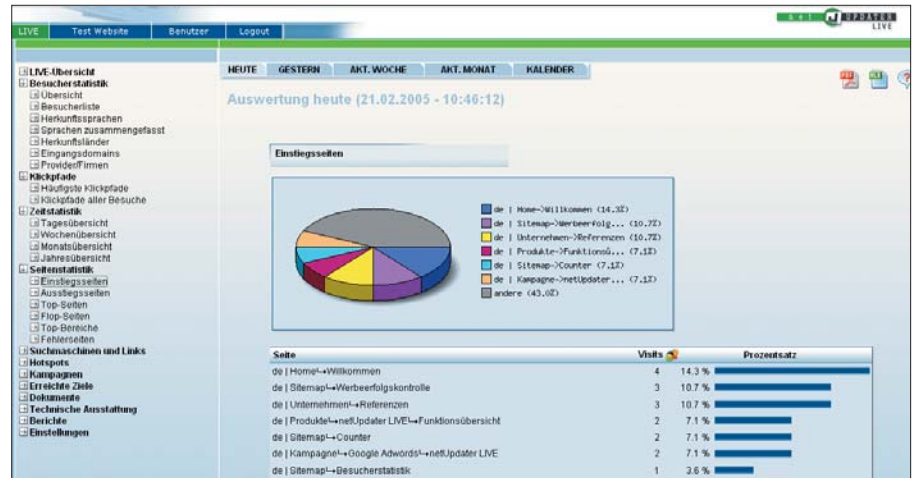 net UPDATER
LIVE
LIVE Test Website Benutzer Logout
HEUTE GESTERN AKT. WOCHE AKT. MONAT KALENDER
Auswertung heute (21.02.2005 - 10:46:12)
LIVE-Übersicht
Besucherstatistik
Übersicht
Besucherliste
Herkunftssprachen
Sprachen zusammengefasst
Herkunftsländer
Eingangsdomains
Provider/Firmen
Klickpfade
Häufigste Klickpfade
Klickpfade aller Besuche
Zeitstatistik
Tagesübersicht
Wochenübersicht
Monatsübersicht
Jahresübersicht
Seitenstatistik
Einstiegsseiten
Ausstiegsseiten
Top-Seiten
Flop-Seiten
Top-Bereiche
Fehlerseiten
Suchmaschinen und Links
Hotspots
Kampagnen
Erreichte Ziele
Dokumente
Technische Ausstattung
Berichte
Einstellungen
Einstiegsseiten
de | Home->Willkommen (14.3%)
de | Sitemap->Werbeerfolg... (10.7%)
de | Unternehmen->Referenzen (10.7%)
de | Produkte->Funktionsü... (7.1%)
de | Sitemap->Counter (7.1%)
de | Kampagne->netUpdater... (7.1%)
andere (43.0%)
Seite Visits Prozentsatz
de | Home↳Willkommen 4 14.3 %
de | Sitemap↳Werbeerfolgskontrolle 3 10.7 %
de | Unternehmen↳Referenzen 3 10.7 %
de | Produkte↳netUpdater LIVE↳Funktionsübersicht 2 7.1 %
de | Sitemap↳Counter 2 7.1 %
de | Kampagne↳Google Adwords↳netUpdater LIVE 2 7.1 %
de | Sitemap↳Besucherstatistik 1 3.6 %